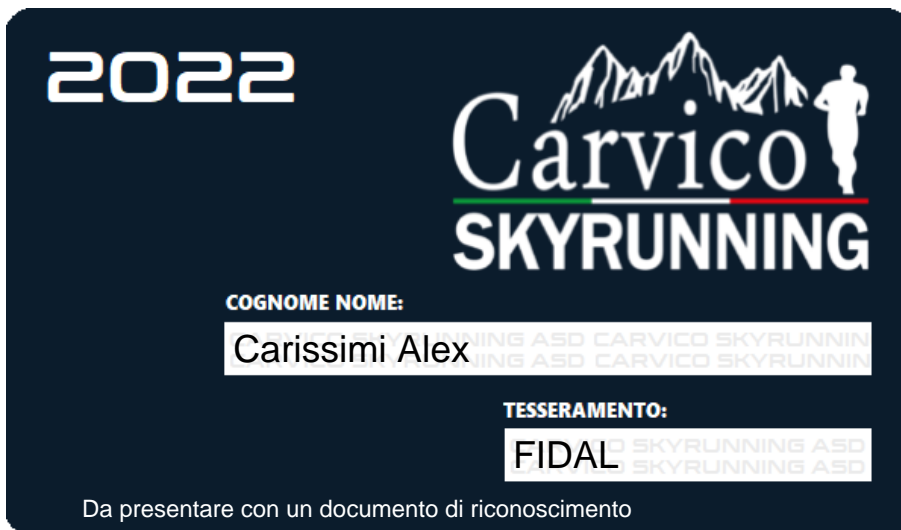 2022
Carvico
SKYRUNNING
COGNOME NOME:
Carissimi Alex
TESSERAMENTO:
FIDAL
Da presentare con un documento di riconoscimento